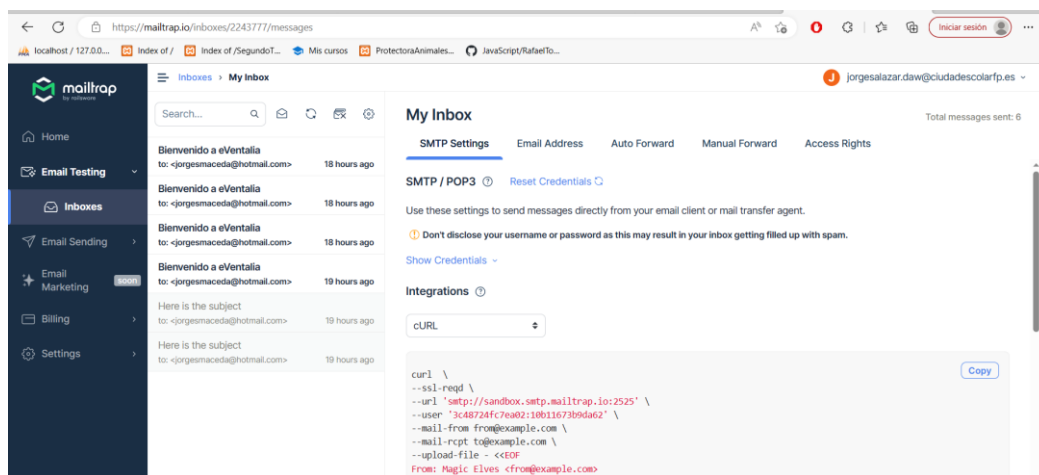 https://mailtrap.io/inboxes/2243777/messages
Iniciar sesión
localhost / 127.0.0.... Index of / Index of /SegundoT... Mis cursos ProtectoraAnimales... JavaScript/RafaelTo...
mailtrap
by railsware
Home
Email Testing
Inboxes
Email Sending
Email Marketing
soon
Billing
Settings
Inboxes › My Inbox
J jorgesalazar.daw@ciudadescolarfp.es
Search...
Bienvenido a eVentalia
to: <jorgesmaceda@hotmail.com> 18 hours ago
Bienvenido a eVentalia
to: <jorgesmaceda@hotmail.com> 18 hours ago
Bienvenido a eVentalia
to: <jorgesmaceda@hotmail.com> 18 hours ago
Bienvenido a eVentalia
to: <jorgesmaceda@hotmail.com> 19 hours ago
Here is the subject
to: <jorgesmaceda@hotmail.com> 19 hours ago
Here is the subject
to: <jorgesmaceda@hotmail.com> 19 hours ago
My Inbox
Total messages sent: 6
SMTP Settings Email Address Auto Forward Manual Forward Access Rights
SMTP / POP3 Reset Credentials
Use these settings to send messages directly from your email client or mail transfer agent.
Don't disclose your username or password as this may result in your inbox getting filled up with spam.
Show Credentials
Integrations
cURL
Copy
curl \
--ssl-reqd \
--url 'smtp://sandbox.smtp.mailtrap.io:2525' \
--user '3c48724fc7ea02:10b11673b9da62' \
--mail-from from@example.com \
--mail-rcpt to@example.com \
--upload-file - <<EOF
From: Magic Elves <from@example.com>